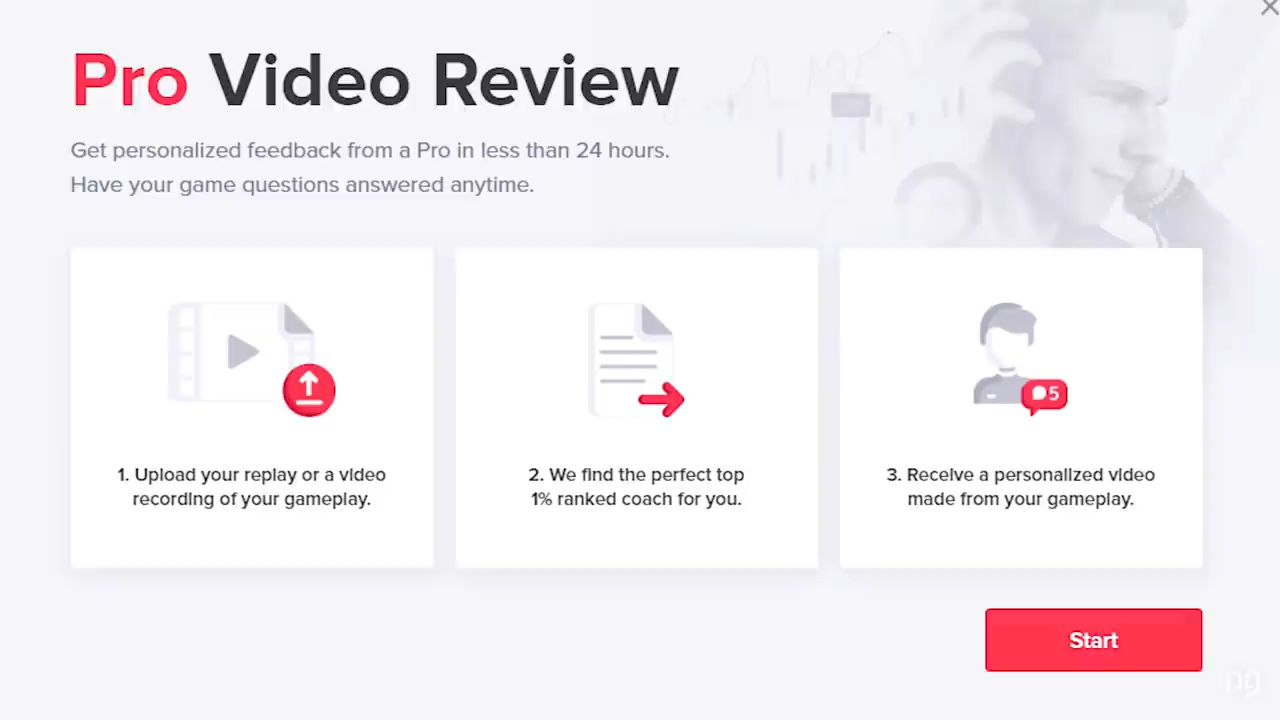 Pro Video Review
Get personalized feedback from a Pro in less than 24 hours.
Have your game questions answered anytime.
1. Upload your replay or a video
recording of your gameplay.
2. We find the perfect top
1% ranked coach for you.
5
3. Receive a personalized video
made from your gameplay.
Start
ng